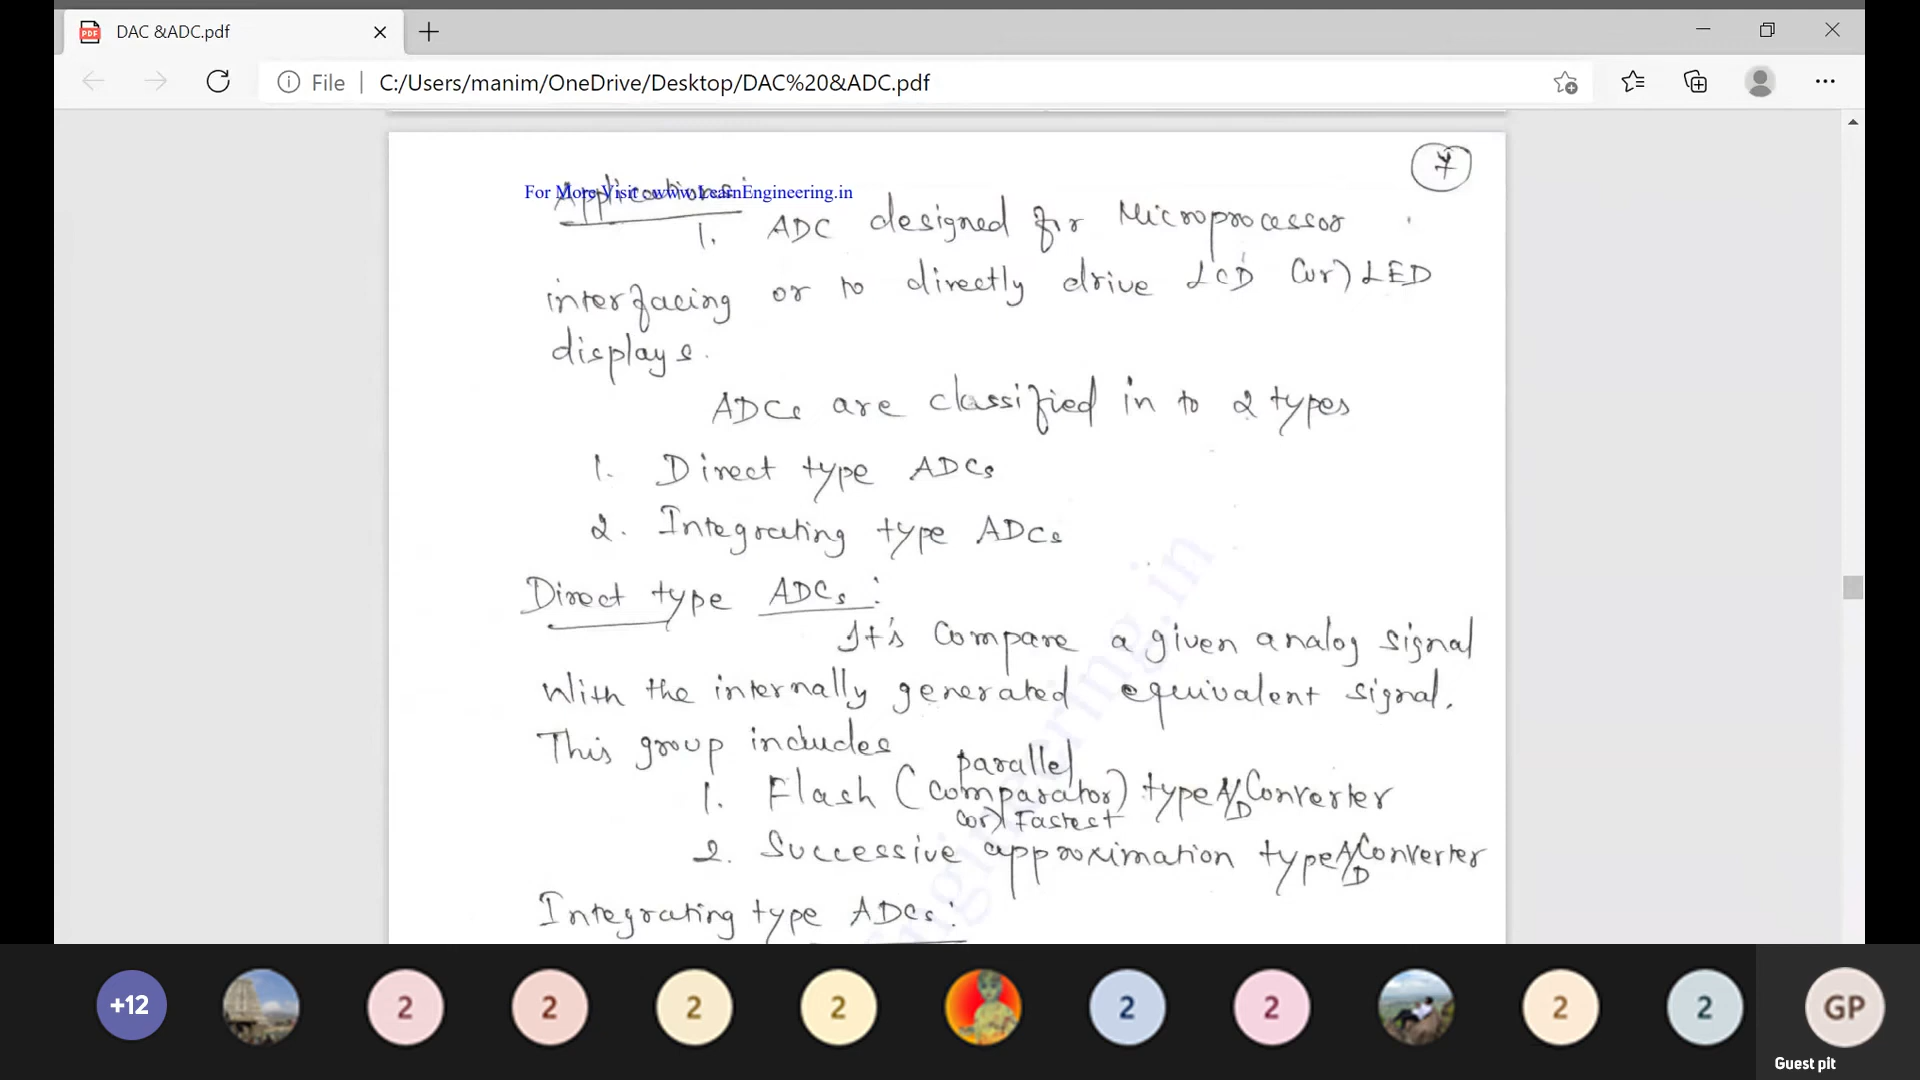 DAC &ADC.pdf
File
C:/Users/manim/OneDrive/Desktop/DAC%20&ADC.pdf
7
For More Visit : www.LearnEngineering.in
Applications:
1. ADC designed for Microprocessor
interfacing or to directly drive LCD (or) LED
displays.
ADCs are classified in to 2 types
1. Direct type ADCs
2. Integrating type ADCs
Direct type ADCs :
It's compare a given analog signal
With the internally generated equivalent signal.
This group includes
parallel
1. Flash (comparator) type A/D Converter
(or) Fastest
2. Successive approximation type A/D Converter
Integrating type ADCs :
+12
2
2
2
2
2
2
2
2
GP
Guest pit